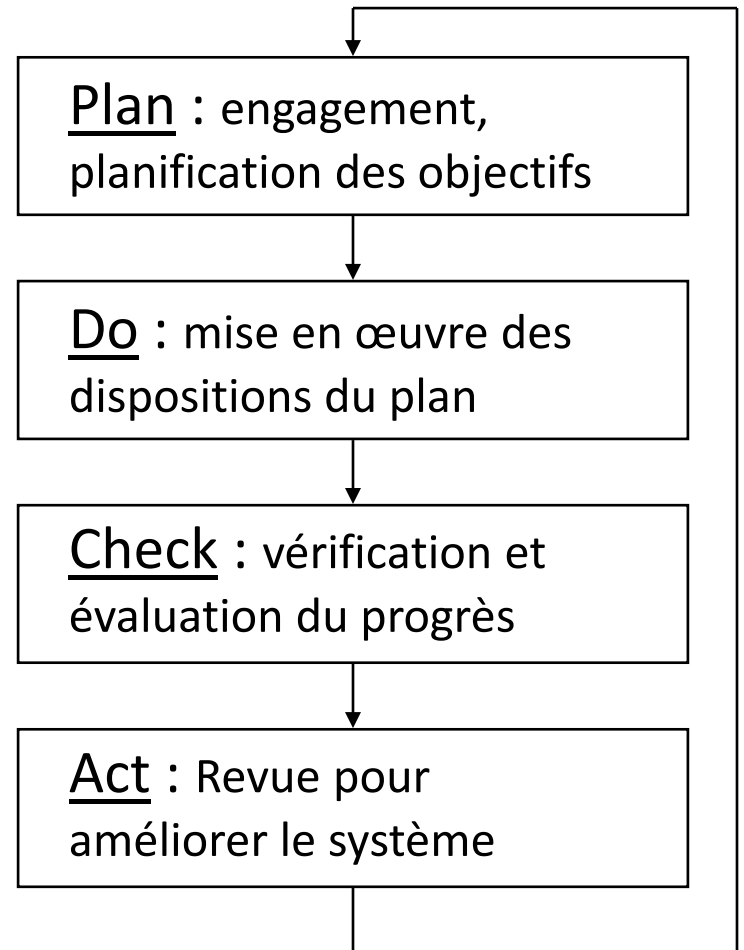 Plan : engagement,
planification des objectifs
Do : mise en œuvre des
dispositions du plan
Check : vérification et
évaluation du progrès
Act : Revue pour
améliorer le système